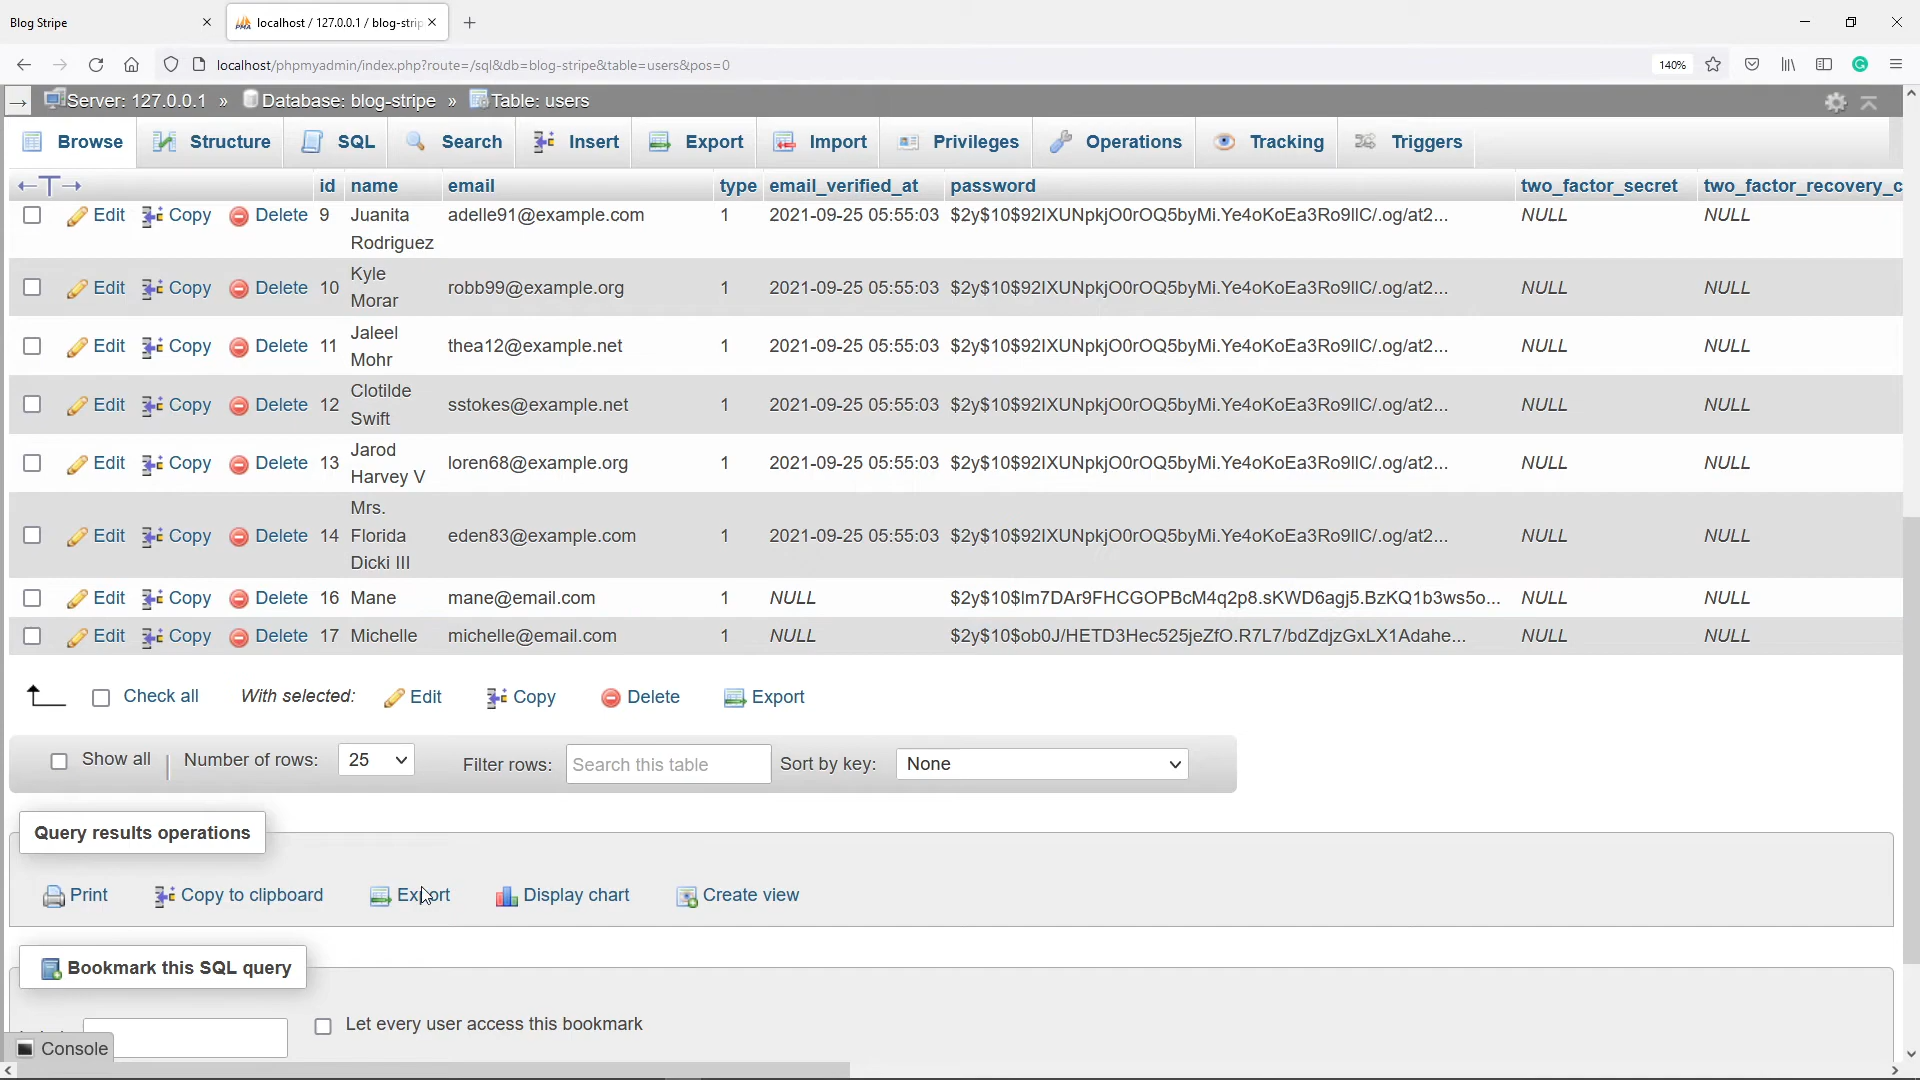 Blog Stripe
localhost / 127.0.0.1 / blog-strip
localhost/phpmyadmin/index.php?route=/sql&db=blog-stripe&table=users&pos=0
140%
Server: 127.0.0.1 » Database: blog-stripe » Table: users
Browse Structure SQL Search Insert Export Import Privileges Operations Tracking Triggers
id name email type email_verified_at password two_factor_secret two_factor_recovery_c
Edit Copy Delete 9 Juanita Rodriguez adelle91@example.com 1 2021-09-25 05:55:03 $2y$10$92IXUNpkjO0rOQ5byMi.Ye4oKoEa3Ro9llC/.og/at2... NULL NULL
Edit Copy Delete 10 Kyle Morar robb99@example.org 1 2021-09-25 05:55:03 $2y$10$92IXUNpkjO0rOQ5byMi.Ye4oKoEa3Ro9llC/.og/at2... NULL NULL
Edit Copy Delete 11 Jaleel Mohr thea12@example.net 1 2021-09-25 05:55:03 $2y$10$92IXUNpkjO0rOQ5byMi.Ye4oKoEa3Ro9llC/.og/at2... NULL NULL
Edit Copy Delete 12 Clotilde Swift sstokes@example.net 1 2021-09-25 05:55:03 $2y$10$92IXUNpkjO0rOQ5byMi.Ye4oKoEa3Ro9llC/.og/at2... NULL NULL
Edit Copy Delete 13 Jarod Harvey V loren68@example.org 1 2021-09-25 05:55:03 $2y$10$92IXUNpkjO0rOQ5byMi.Ye4oKoEa3Ro9llC/.og/at2... NULL NULL
Edit Copy Delete 14 Mrs. Florida Dicki III eden83@example.com 1 2021-09-25 05:55:03 $2y$10$92IXUNpkjO0rOQ5byMi.Ye4oKoEa3Ro9llC/.og/at2... NULL NULL
Edit Copy Delete 16 Mane mane@email.com 1 NULL $2y$10$lm7DAr9FHCGOPBcM4q2p8.sKWD6agj5.BzKQ1b3ws5o... NULL NULL
Edit Copy Delete 17 Michelle michelle@email.com 1 NULL $2y$10$ob0J/HETD3Hec525jeZfO.R7L7/bdZdjzGxLX1Adahe... NULL NULL
Check all With selected: Edit Copy Delete Export
Show all Number of rows: 25 Filter rows: Search this table Sort by key: None
Query results operations
Print Copy to clipboard Export Display chart Create view
Bookmark this SQL query
Let every user access this bookmark
Console